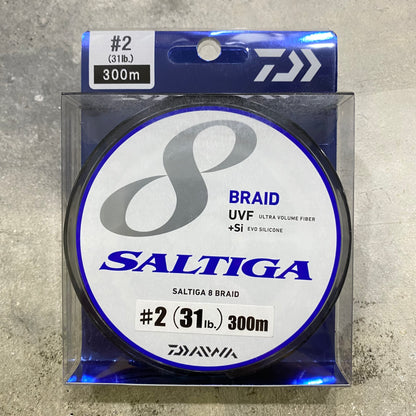 #2
(31lb.)
300m
8
BRAID
UVF ULTRA VOLUME FIBER
+Si EVO SILICONE
SALTIGA
SALTIGA 8 BRAID
#2 (31lb.) 300m
DAIWA